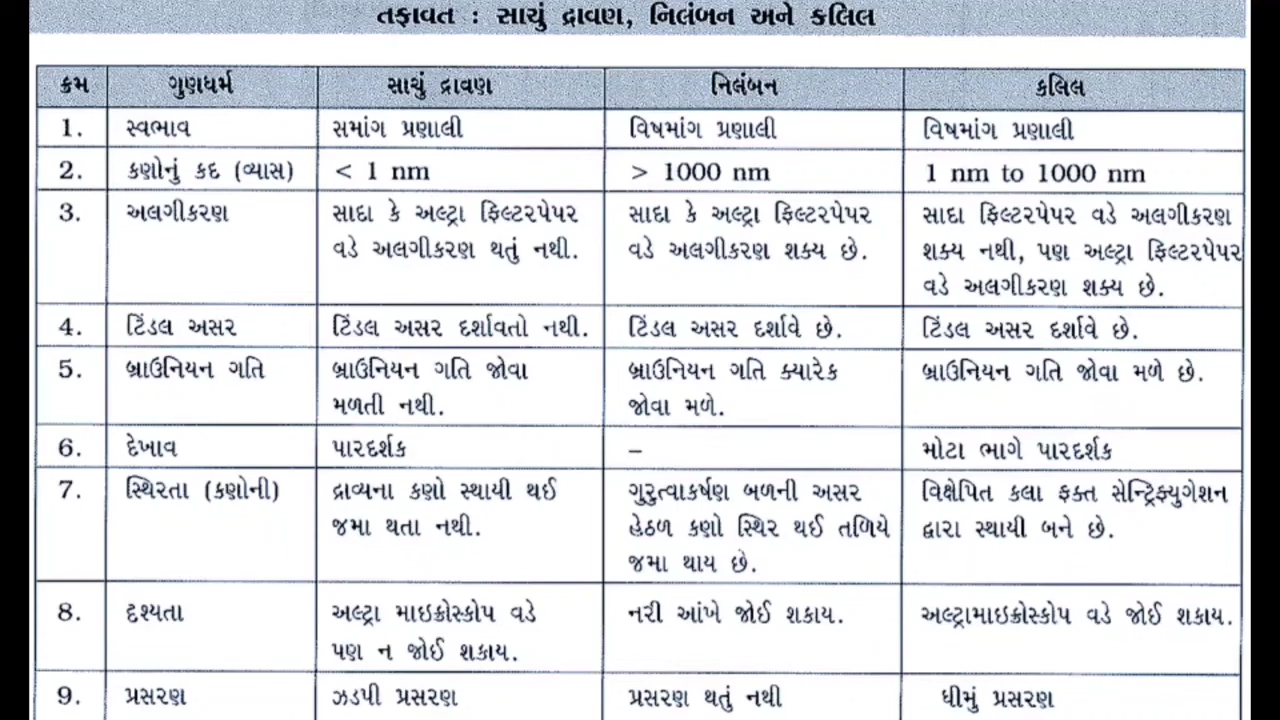 તફાવત : સાચું દ્રાવણ, નિલંબન અને કલિલ
ક્રમ ગુણધર્મ સાચું દ્રાવણ નિલંબન કલિલ
1. સ્વભાવ સમાંગ પ્રણાલી વિષમાંગ પ્રણાલી વિષમાંગ પ્રણાલી
2. કણોનું કદ (વ્યાસ) < 1 nm > 1000 nm 1 nm to 1000 nm
3. અલગીકરણ સાદા કે અલ્ટ્રા ફિલ્ટરપેપર સાદા કે અલ્ટ્રા ફિલ્ટરપેપર સાદા ફિલ્ટરપેપર વડે અલગીકરણ
વડે અલગીકરણ થતું નથી. વડે અલગીકરણ શક્ય છે. શક્ય નથી, પણ અલ્ટ્રા ફિલ્ટરપેપર
વડે અલગીકરણ શક્ય છે.
4. ટિંડલ અસર ટિંડલ અસર દર્શાવતો નથી. ટિંડલ અસર દર્શાવે છે. ટિંડલ અસર દર્શાવે છે.
5. બ્રાઉનિયન ગતિ બ્રાઉનિયન ગતિ જોવા બ્રાઉનિયન ગતિ ક્યારેક બ્રાઉનિયન ગતિ જોવા મળે છે.
મળતી નથી. જોવા મળે.
6. દેખાવ પારદર્શક – મોટા ભાગે પારદર્શક
7. સ્થિરતા (કણોની) દ્રાવ્યના કણો સ્થાયી થઈ ગુરુત્વાકર્ષણ બળની અસર વિક્ષેપિત કલા ફક્ત સેન્ટ્રિફ્યુગેશન
જમા થતા નથી. હેઠળ કણો સ્થિર થઈ તળિયે દ્વારા સ્થાયી બને છે.
જમા થાય છે.
8. દૃશ્યતા અલ્ટ્રા માઇક્રોસ્કોપ વડે નરી આંખે જોઈ શકાય. અલ્ટ્રામાઇક્રોસ્કોપ વડે જોઈ શકાય.
પણ ન જોઈ શકાય.
9. પ્રસરણ ઝડપી પ્રસરણ પ્રસરણ થતું નથી ધીમું પ્રસરણ